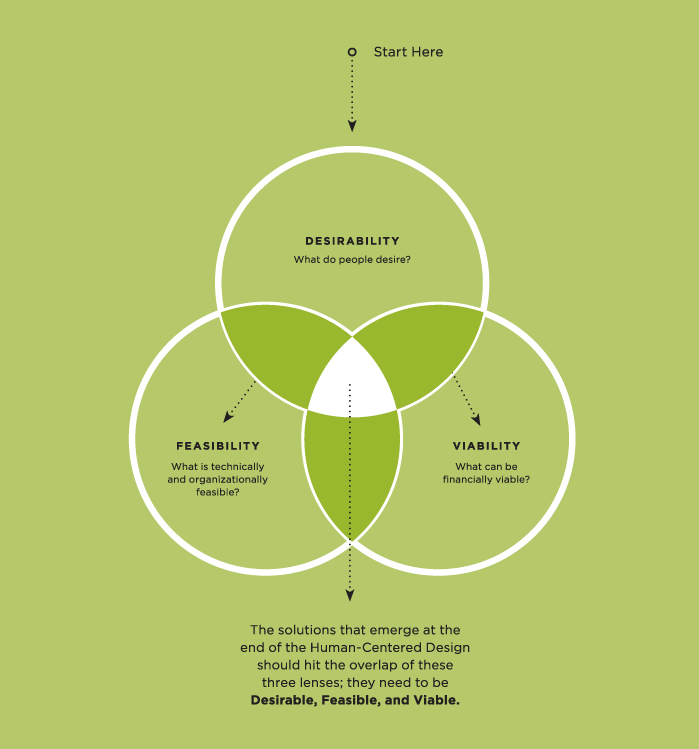 Start Here
DESIRABILITY
What do people desire?
FEASIBILITY
What is technically
and organizationally
feasible?
VIABILITY
What can be
financially viable?
The solutions that emerge at the
end of the Human-Centered Design
should hit the overlap of these
three lenses; they need to be
Desirable, Feasible, and Viable.